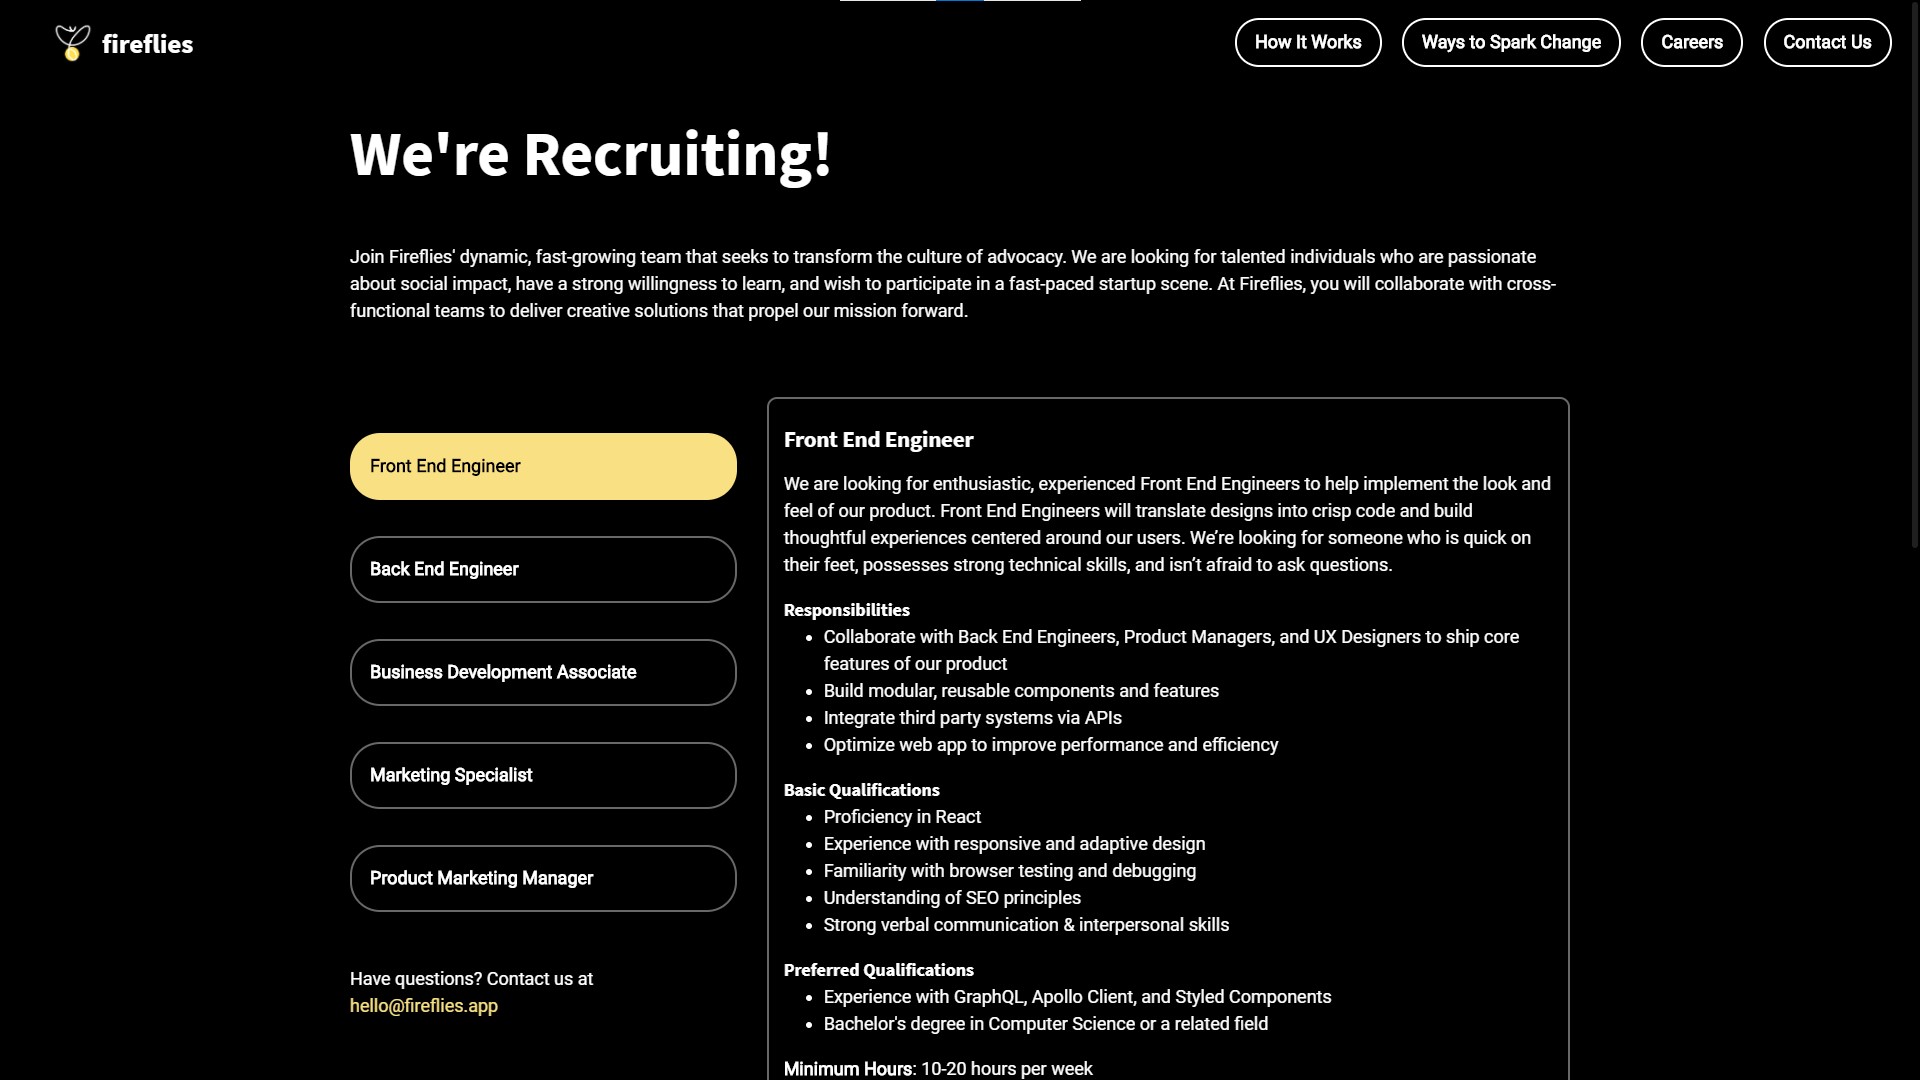 fireflies
How It Works
Ways to Spark Change
Careers
Contact Us
We're Recruiting!
Join Fireflies' dynamic, fast-growing team that seeks to transform the culture of advocacy. We are looking for talented individuals who are passionate
about social impact, have a strong willingness to learn, and wish to participate in a fast-paced startup scene. At Fireflies, you will collaborate with cross-
functional teams to deliver creative solutions that propel our mission forward.
Front End Engineer
Back End Engineer
Business Development Associate
Marketing Specialist
Product Marketing Manager
Have questions? Contact us at
hello@fireflies.app
Front End Engineer
We are looking for enthusiastic, experienced Front End Engineers to help implement the look and
feel of our product. Front End Engineers will translate designs into crisp code and build
thoughtful experiences centered around our users. We’re looking for someone who is quick on
their feet, possesses strong technical skills, and isn’t afraid to ask questions.
Responsibilities
• Collaborate with Back End Engineers, Product Managers, and UX Designers to ship core
features of our product
• Build modular, reusable components and features
• Integrate third party systems via APIs
• Optimize web app to improve performance and efficiency
Basic Qualifications
• Proficiency in React
• Experience with responsive and adaptive design
• Familiarity with browser testing and debugging
• Understanding of SEO principles
• Strong verbal communication & interpersonal skills
Preferred Qualifications
• Experience with GraphQL, Apollo Client, and Styled Components
• Bachelor's degree in Computer Science or a related field
Minimum Hours: 10-20 hours per week